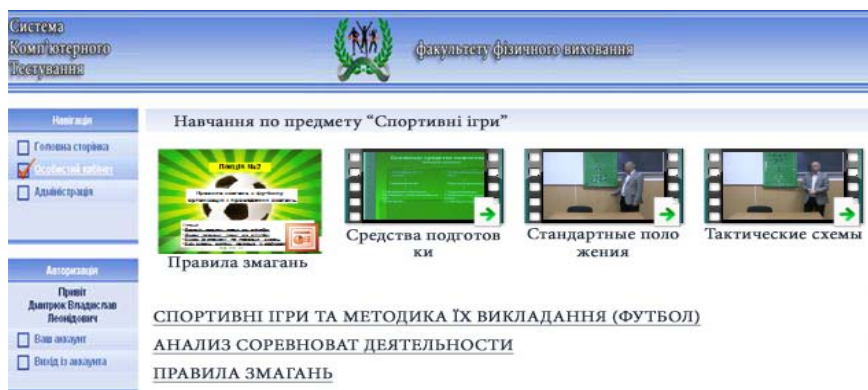 Система
Комп'ютерного
Тестування
факультету фізичного виховання
Навігація
Головна сторінка
Особистий кабінет
Адміністрація
Авторизація
Привіт
Дмитрюк Владислав
Леонідович
Ваш аккаунт
Вихід із аккаунта
Навчання по предмету "Спортивні ігри"
Лекція №2
Правила змагань
Средства подготов
ки
Стандартные поло
жения
Тактические схемы
СПОРТИВНІ ІГРИ ТА МЕТОДИКА ЇХ ВИКЛАДАННЯ (ФУТБОЛ)
АНАЛИЗ СОРЕВНОВАТ ДЕЯТЕЛЬНОСТИ
ПРАВИЛА ЗМАГАНЬ